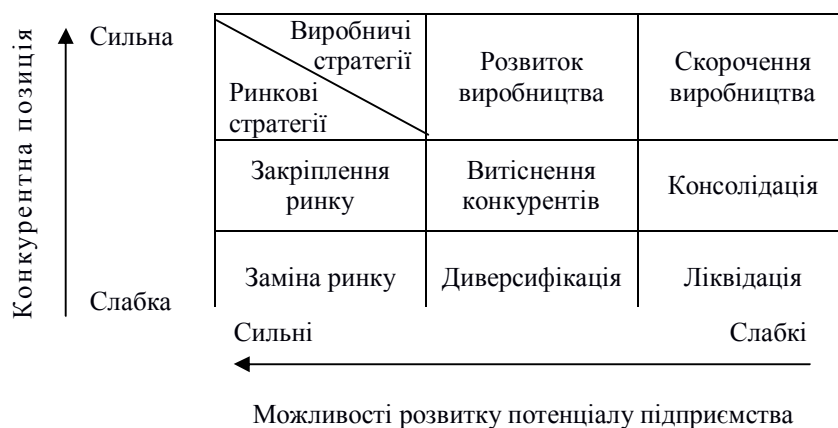 Конкурентна позиція
Сильна
Слабка
Виробничі
стратегії
Ринкові
стратегії
Розвиток
виробництва
Скорочення
виробництва
Закріплення
ринку
Витіснення
конкурентів
Консолідація
Заміна ринку
Диверсифікація
Ліквідація
Сильні
Слабкі
Можливості розвитку потенціалу підприємства